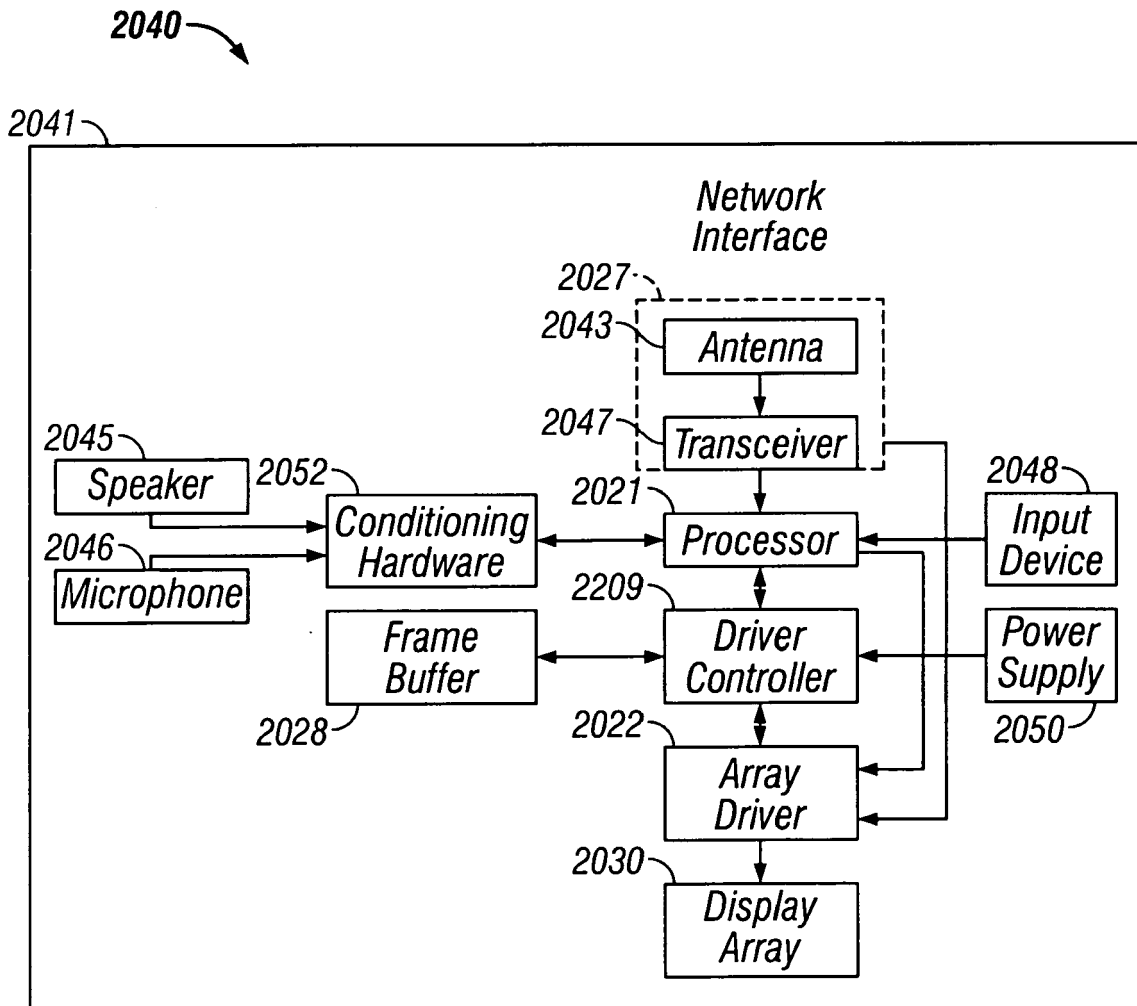 2040
2041
Network
Interface
2027
2043
Antenna
2047
Transceiver
2045
Speaker
2052
2021
2048
Conditioning
Hardware
Processor
Input
Device
2046
Microphone
2209
Frame
Buffer
Driver
Controller
Power
Supply
2028
2022
2050
Array
Driver
2030
Display
Array